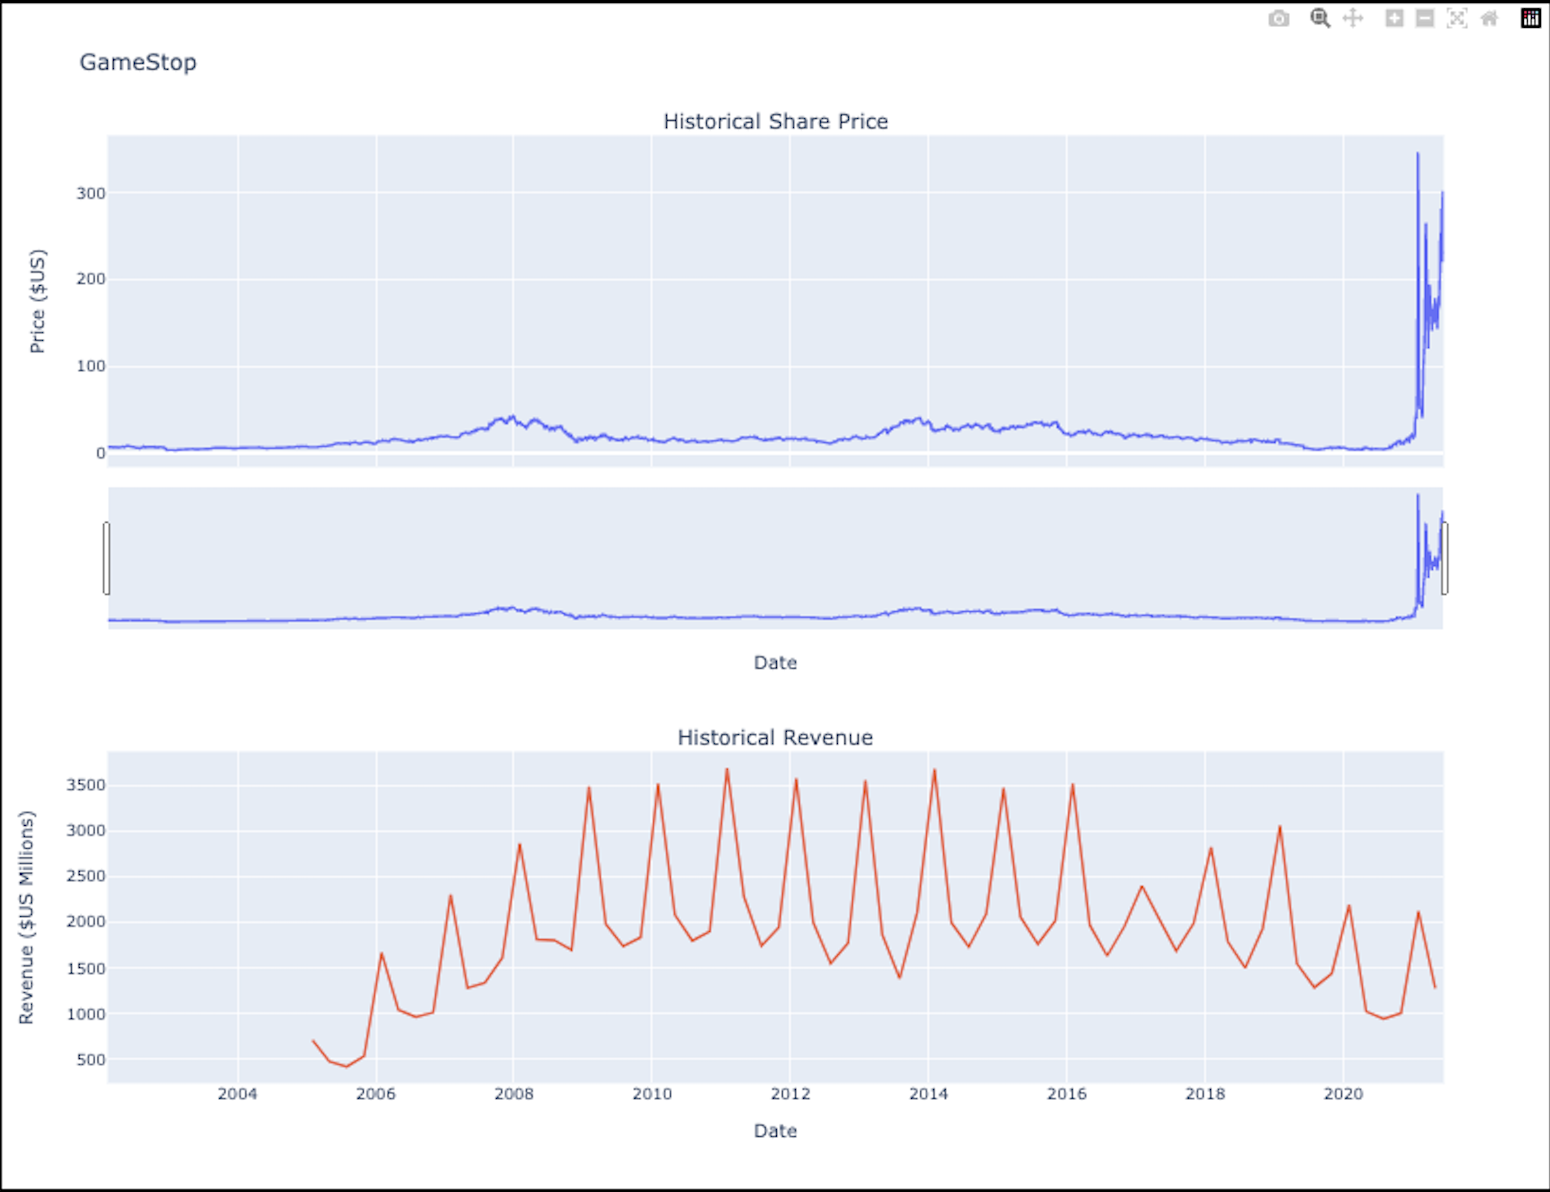 GameStop
Historical Share Price
Price ($US)
300
200
100
0
Date
Historical Revenue
Revenue ($US Millions)
3500
3000
2500
2000
1500
1000
500
2004 2006 2008 2010 2012 2014 2016 2018 2020
Date